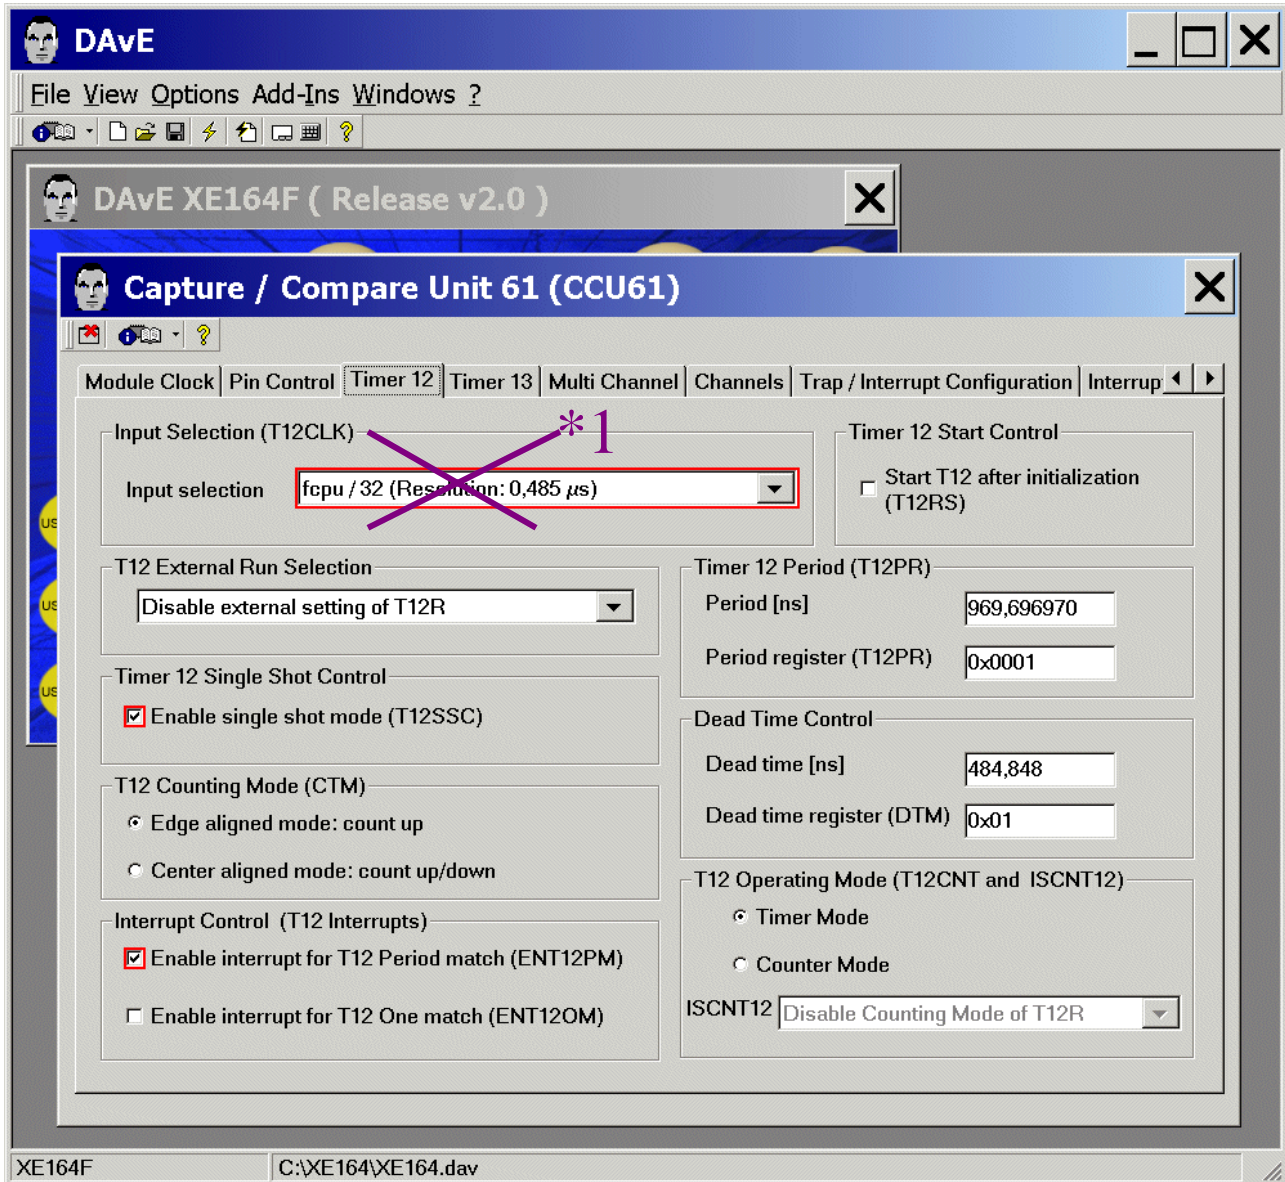 DAvE
File View Options Add-Ins Windows ?
DAvE XE164F ( Release v2.0 )
Capture / Compare Unit 61 (CCU61)
Module Clock Pin Control Timer 12 Timer 13 Multi Channel Channels Trap / Interrupt Configuration Interrup
*1
Input Selection (T12CLK)
Input selection
fcpu / 32 (Resolution: 0,485 µs)
Timer 12 Start Control
Start T12 after initialization
(T12RS)
T12 External Run Selection
Disable external setting of T12R
Timer 12 Period (T12PR)
Period [ns] 969,696970
Period register (T12PR) 0x0001
Timer 12 Single Shot Control
Enable single shot mode (T12SSC)
Dead Time Control
Dead time [ns] 484,848
Dead time register (DTM) 0x01
T12 Counting Mode (CTM)
Edge aligned mode: count up
Center aligned mode: count up/down
T12 Operating Mode (T12CNT and ISCNT12)
Timer Mode
Counter Mode
ISCNT12 Disable Counting Mode of T12R
Interrupt Control (T12 Interrupts)
Enable interrupt for T12 Period match (ENT12PM)
Enable interrupt for T12 One match (ENT12OM)
US
US
US
XE164F C:\XE164\XE164.dav